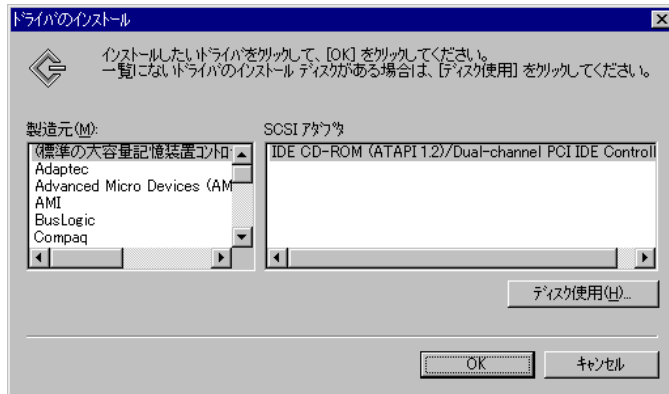 ドライバのインストール
インストールしたいドライバをクリックして、[OK] をクリックしてください。
一覧にないドライバのインストール ディスクがある場合は、[ディスク使用] をクリックしてください。
製造元(M):
SCSI アダプタ
(標準の大容量記憶装置コントロ
Adaptec
Advanced Micro Devices (AM
AMI
BusLogic
Compaq
IDE CD-ROM (ATAPI 1.2)/Dual-channel PCI IDE Controll
ディスク使用(H)...
OK
キャンセル